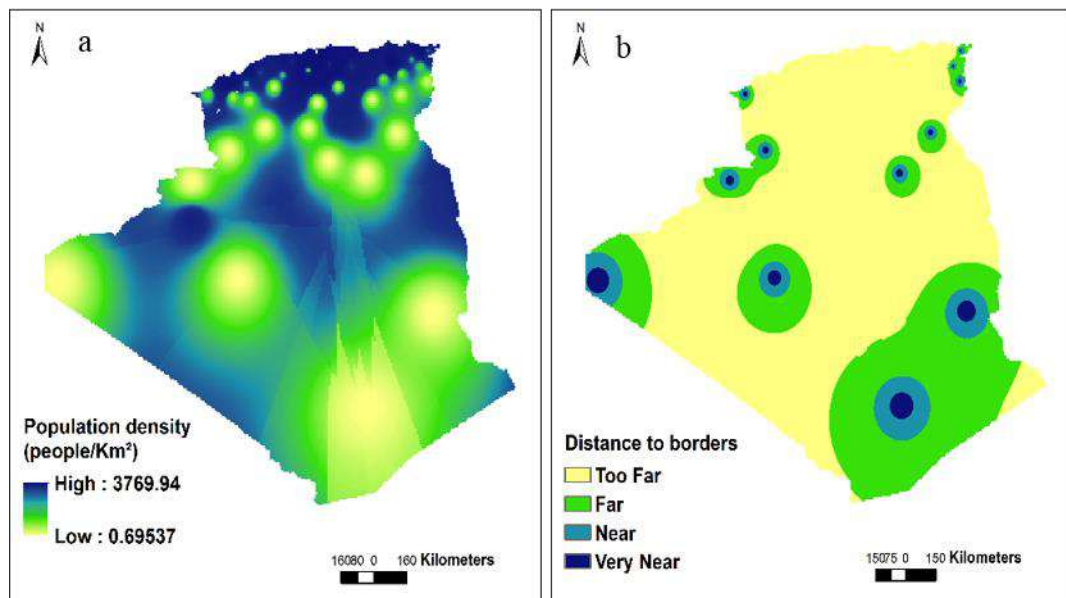 N
a
Population density
(people/Km²)
High : 3769.94
Low : 0.69537
16080 0 160 Kilometers
N
b
Distance to borders
Too Far
Far
Near
Very Near
15075 0 150 Kilometers